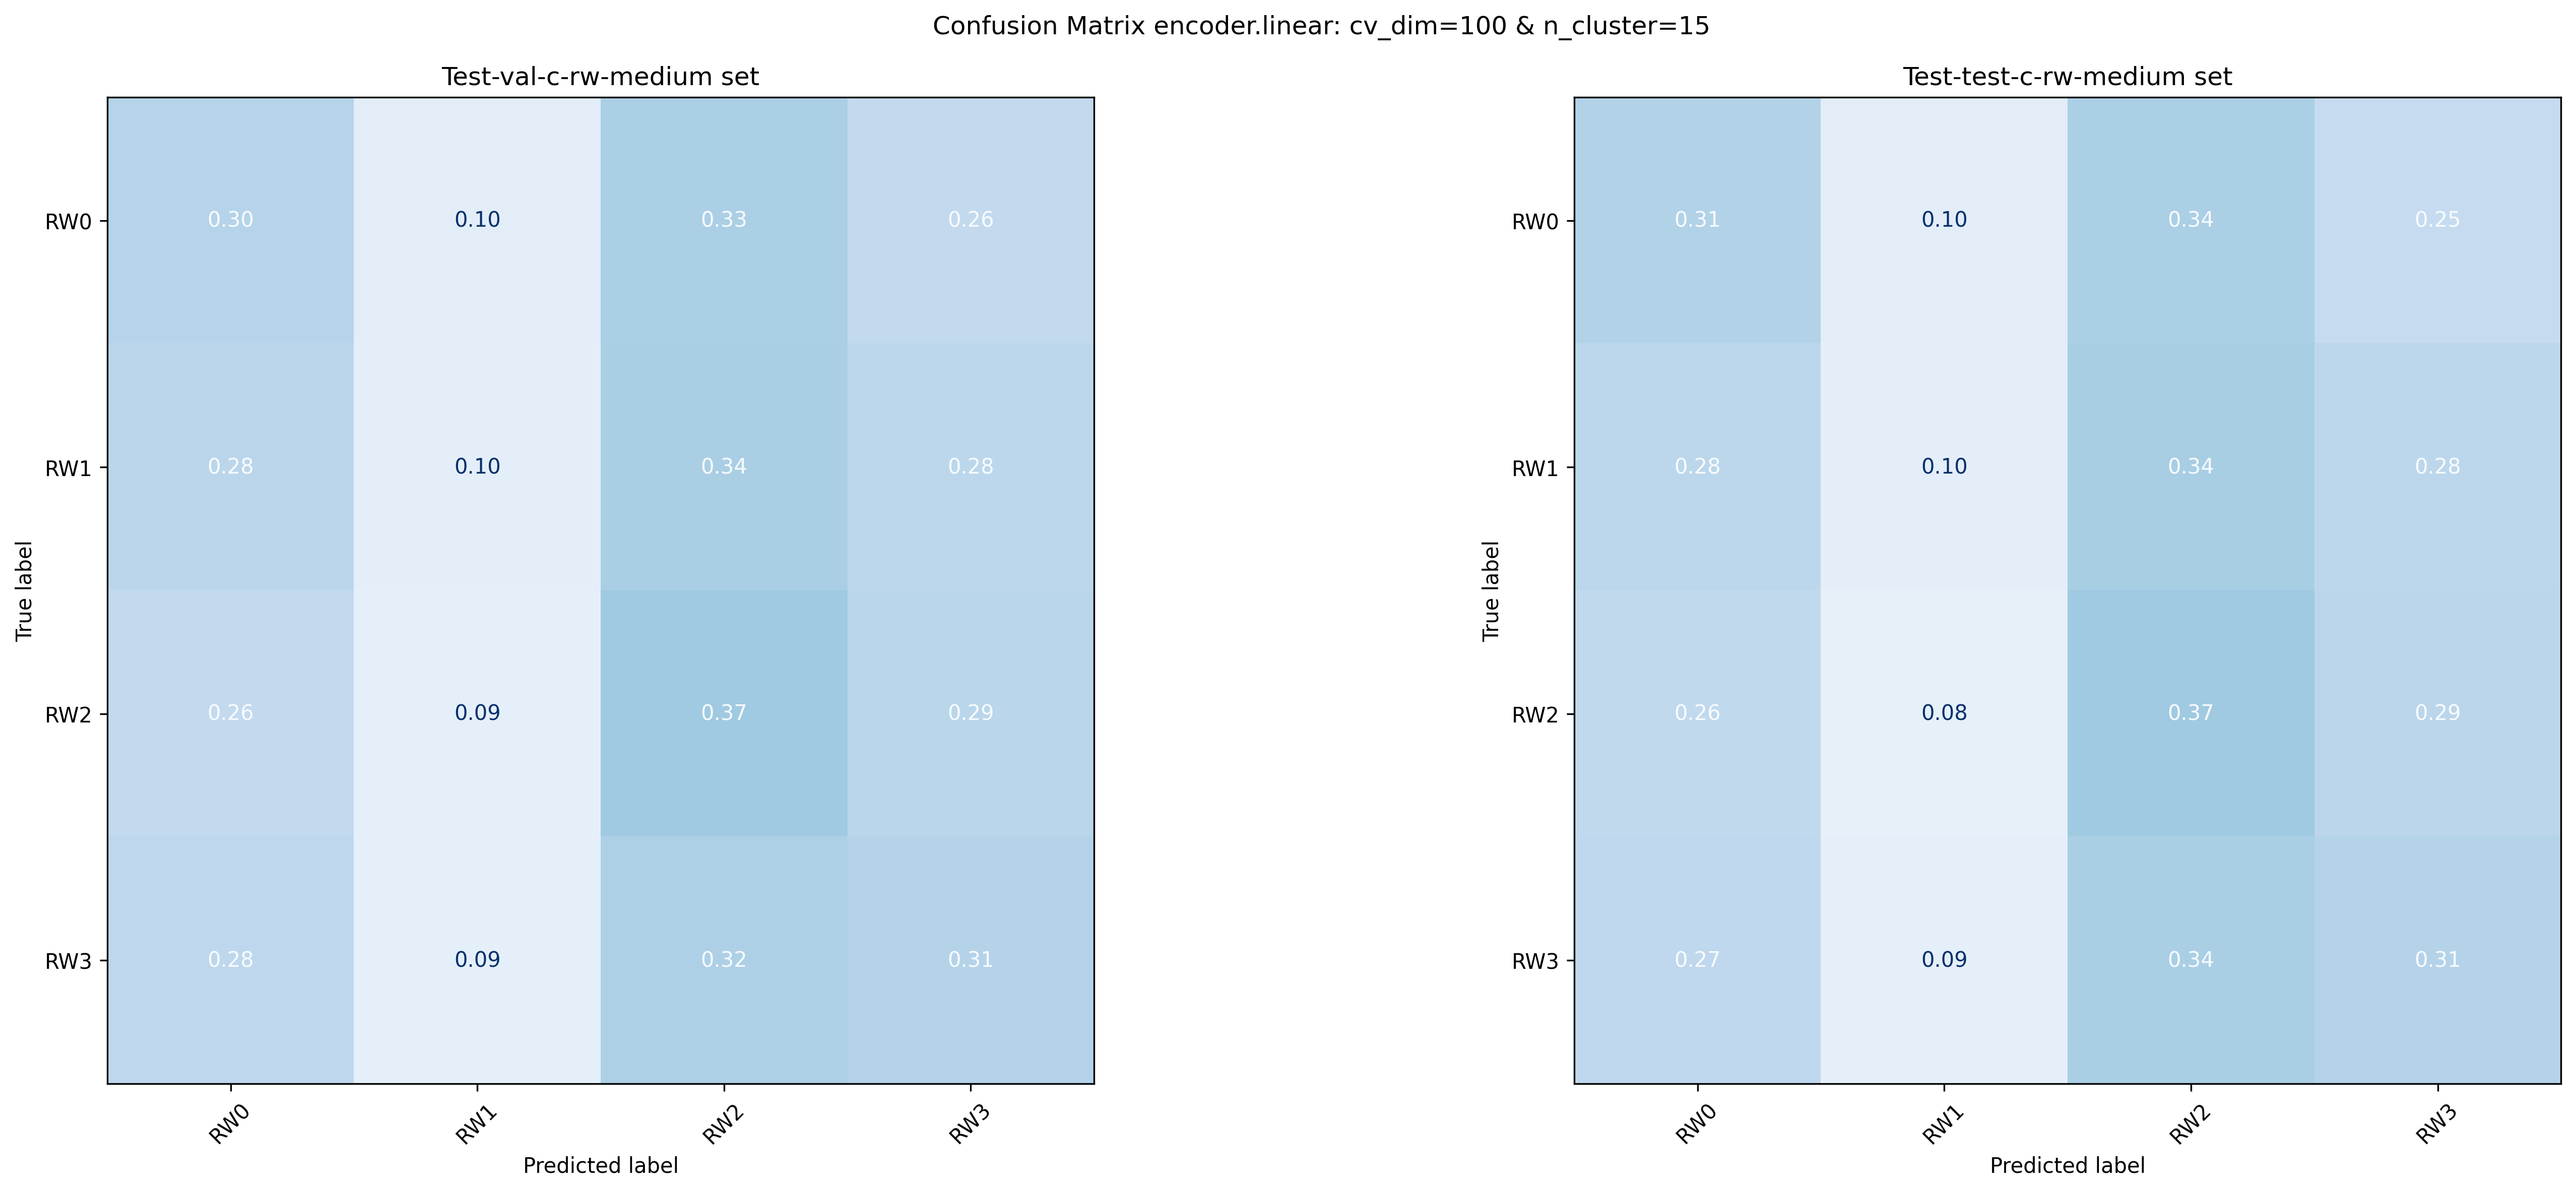 Confusion Matrix encoder.linear: cv_dim=100 & n_cluster=15
Test-val-c-rw-medium set
True label
RW0 0.30 0.10 0.33 0.26
RW1 0.28 0.10 0.34 0.28
RW2 0.26 0.09 0.37 0.29
RW3 0.28 0.09 0.32 0.31
RW0 RW1 RW2 RW3
Predicted label
Test-test-c-rw-medium set
True label
RW0 0.31 0.10 0.34 0.25
RW1 0.28 0.10 0.34 0.28
RW2 0.26 0.08 0.37 0.29
RW3 0.27 0.09 0.34 0.31
RW0 RW1 RW2 RW3
Predicted label